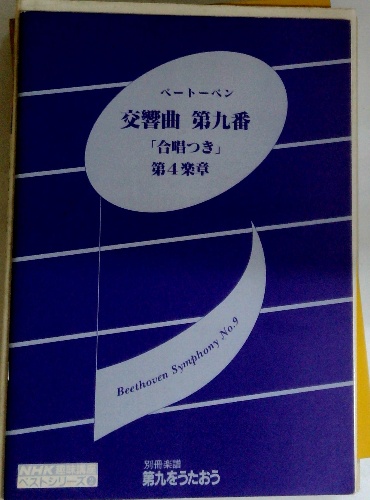 ベートーベン
交響曲 第九番
「合唱つき」
第4楽章
Beethoven Symphony No.9
別冊楽譜
第九をうたおう
NHK
ベストシリーズ